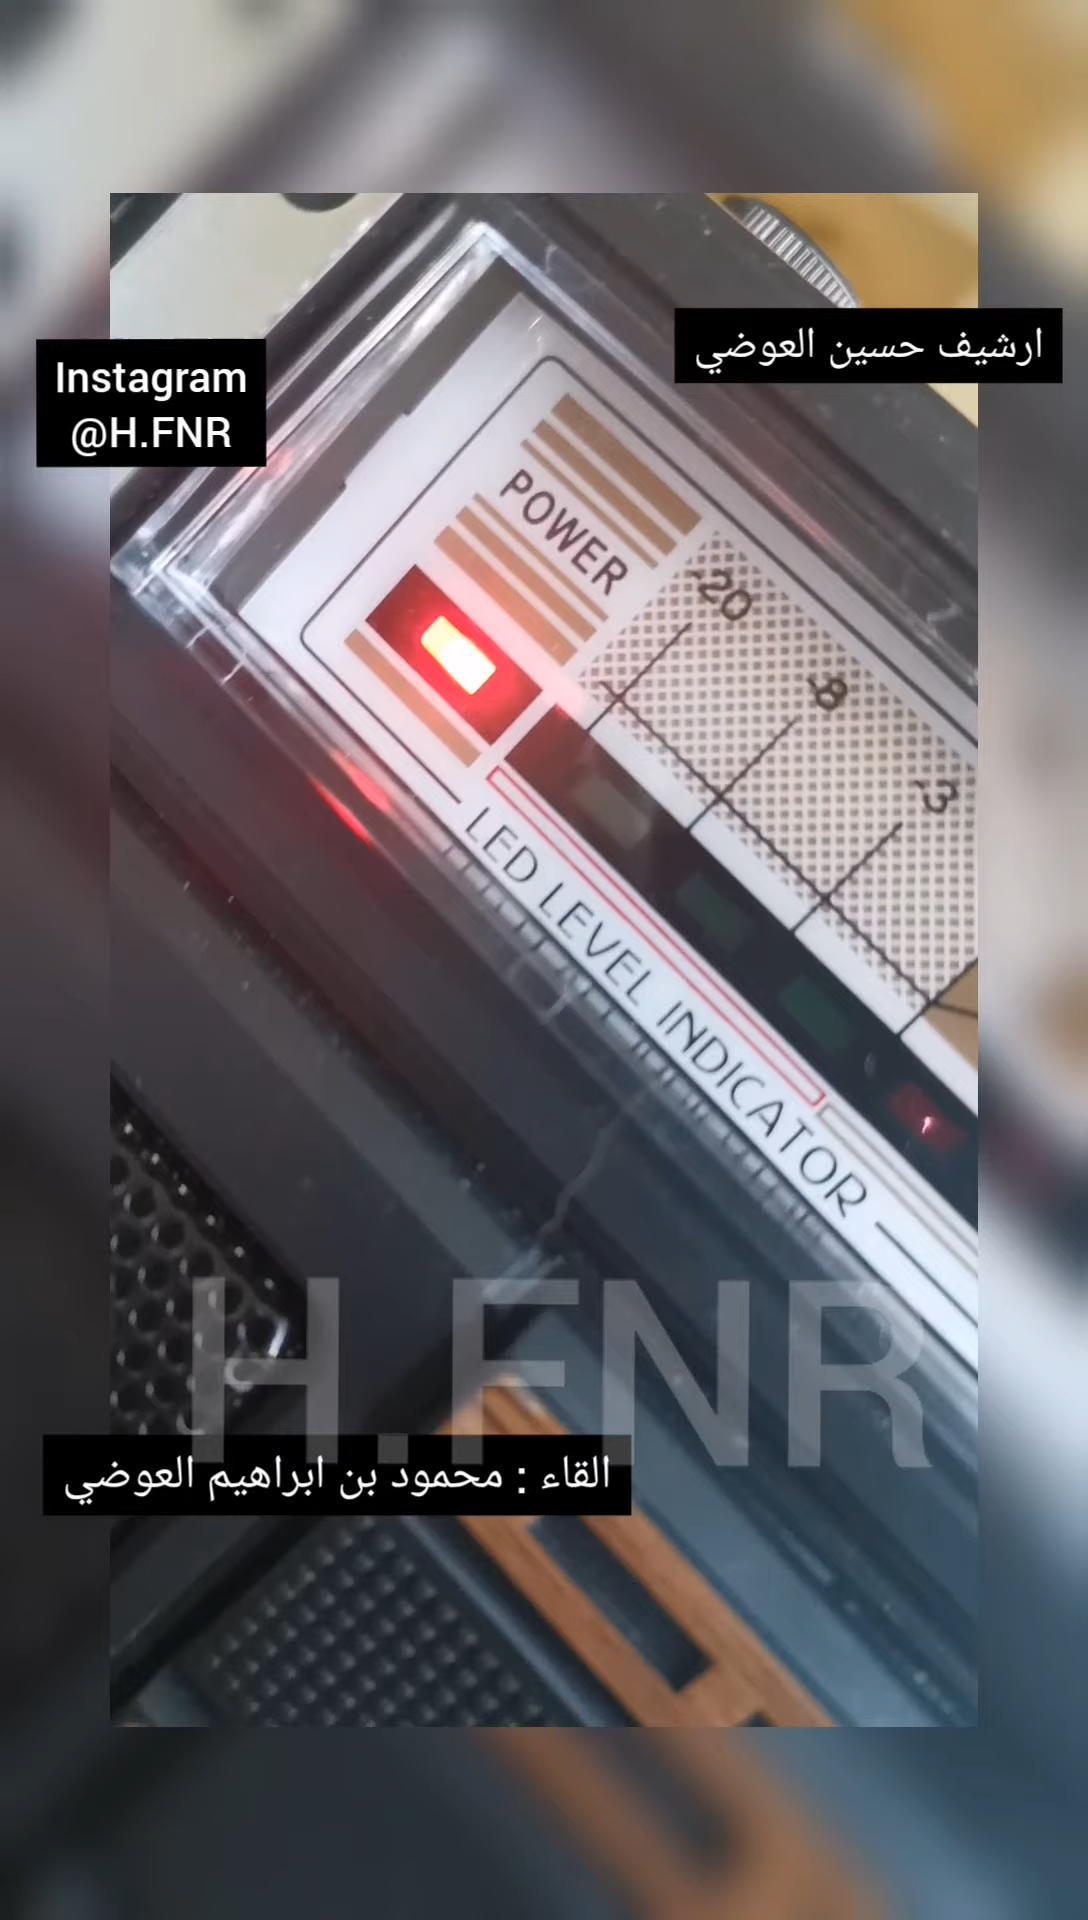 ارشيف حسين العوضي
Instagram
@H.FNR
POWER
-20
-8
-3
LED LEVEL INDICATOR
H.FNR
القاء : محمود بن ابراهيم العوضي